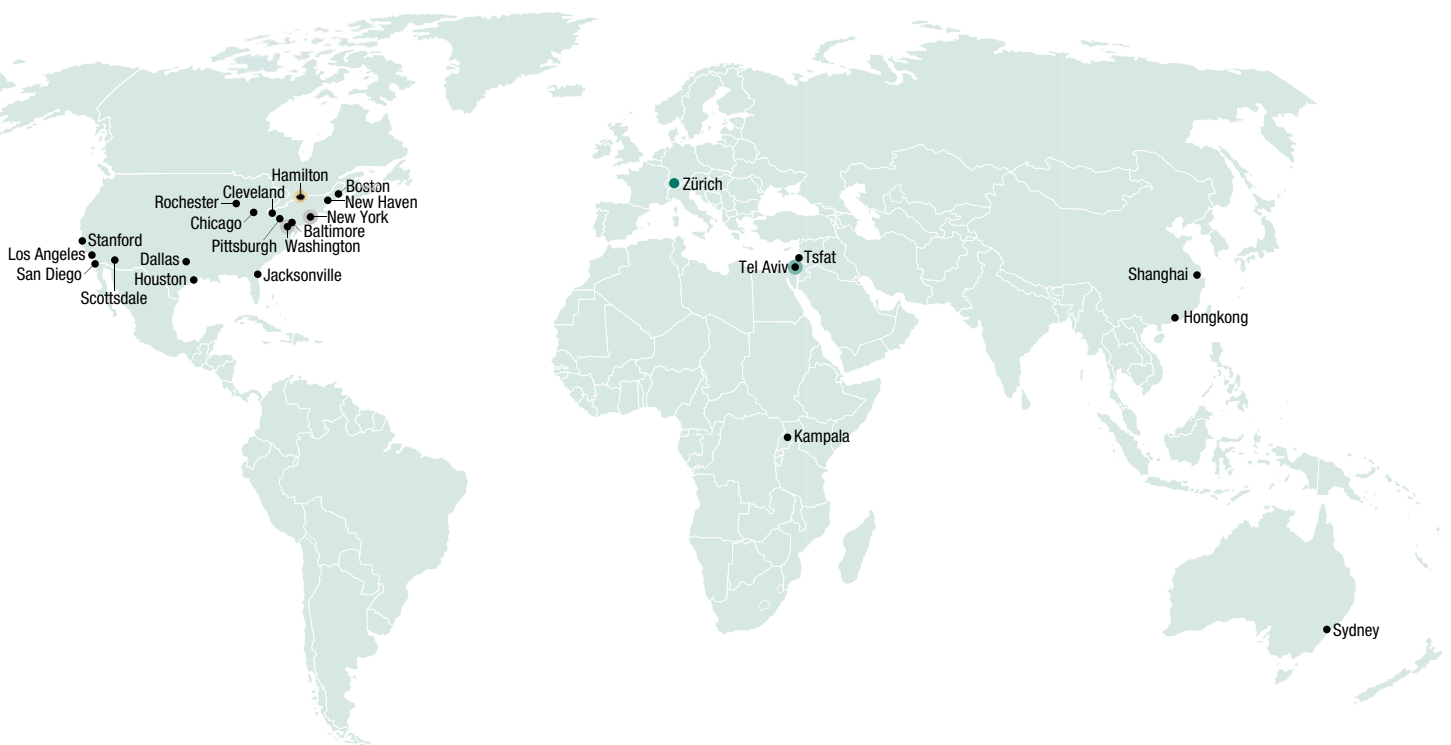 Hamilton
Cleveland
Boston
Rochester
New Haven
Chicago
New York
Baltimore
Pittsburgh
Washington
Stanford
Los Angeles
San Diego
Scottsdale
Dallas
Houston
Jacksonville
Zürich
Tsfat
Tel Aviv
Shanghai
Hongkong
Kampala
Sydney